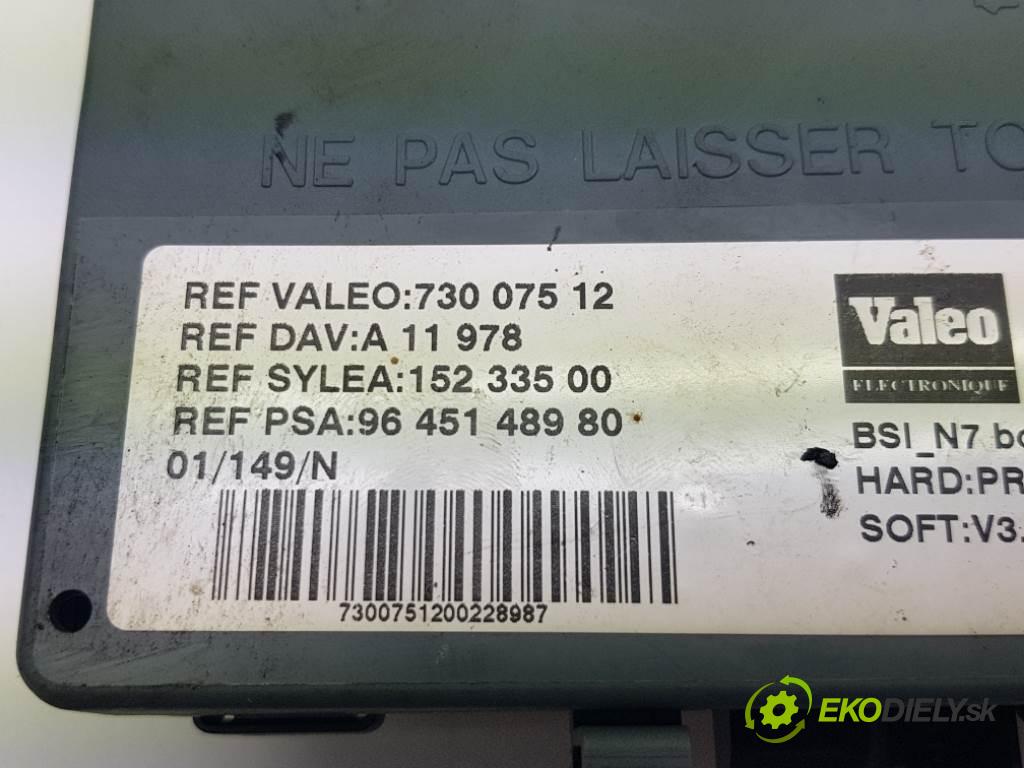 NE PAS LAISSER TO
REF VALEO:730 075 12
REF DAV:A 11 978
REF SYLEA:152 335 00
REF PSA:96 451 489 80
01/149/N
7300751200228987
Valeo
ELECTRONIQUE
BSI_N7 bo
HARD:PR
SOFT:V3.
EKODIELY.sk